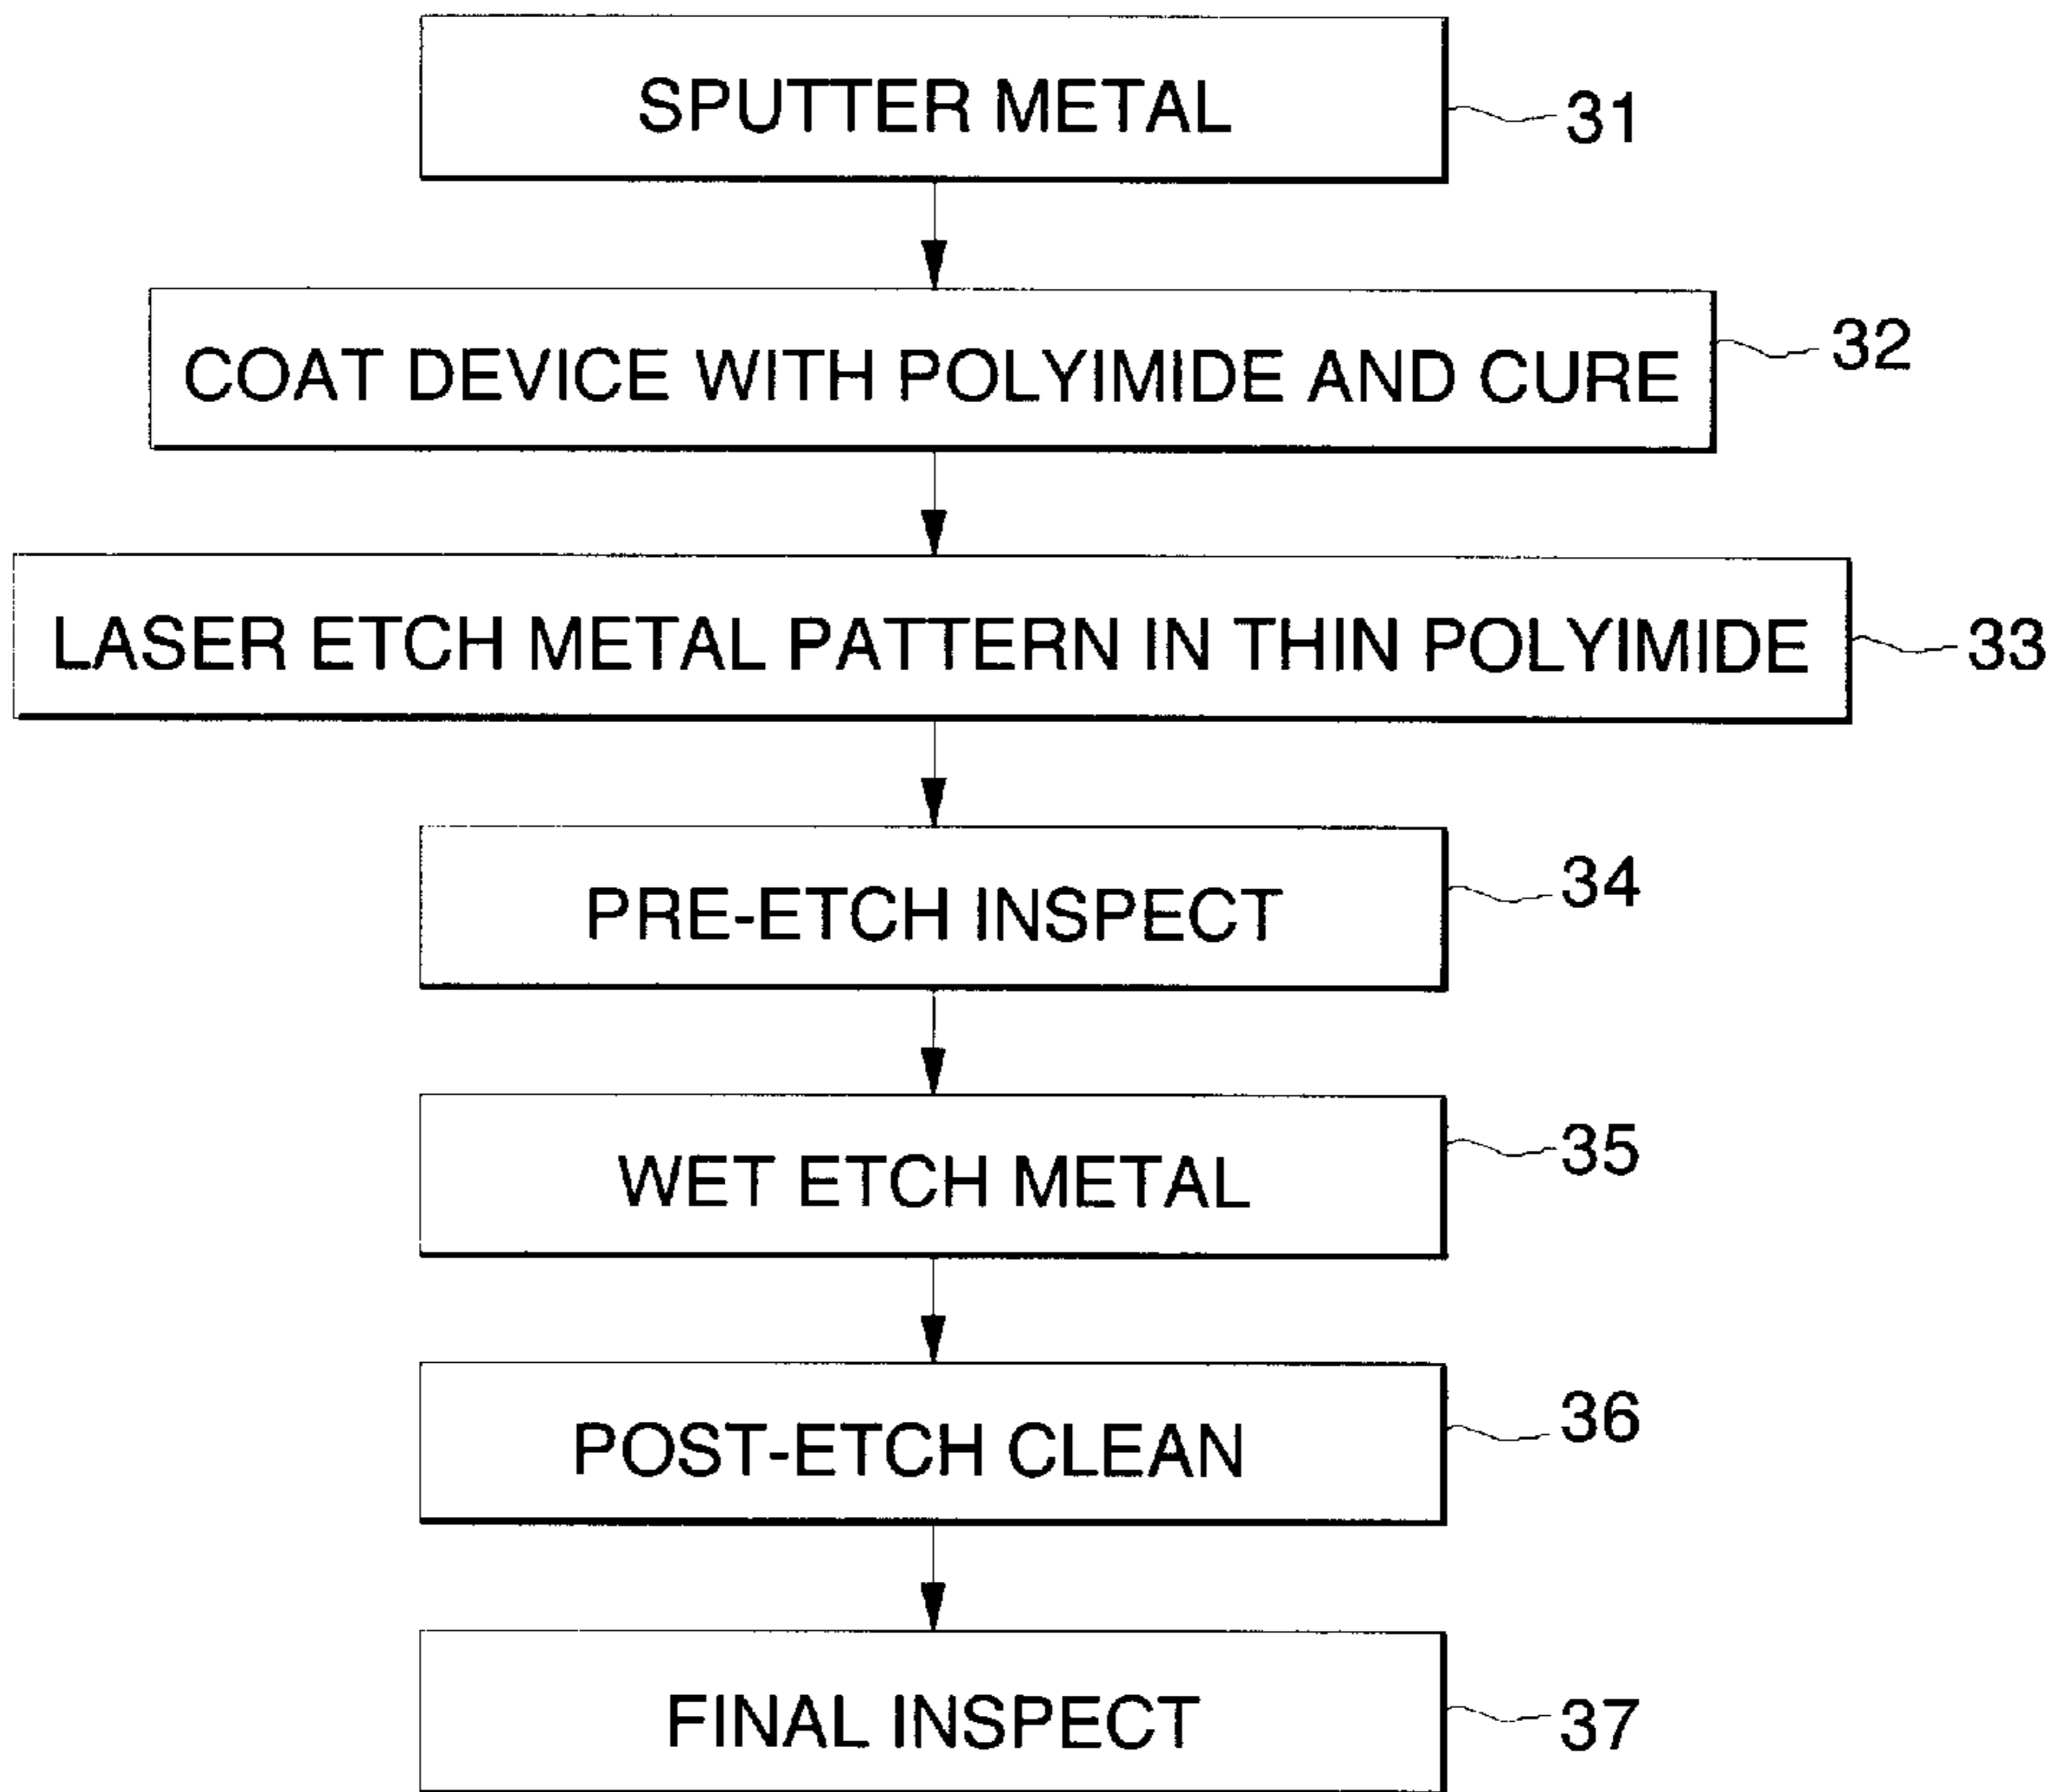 SPUTTER METAL
31
COAT DEVICE WITH POLYIMIDE AND CURE
32
LASER ETCH METAL PATTERN IN THIN POLYIMIDE
33
PRE-ETCH INSPECT
34
WET ETCH METAL
35
POST-ETCH CLEAN
36
FINAL INSPECT
37